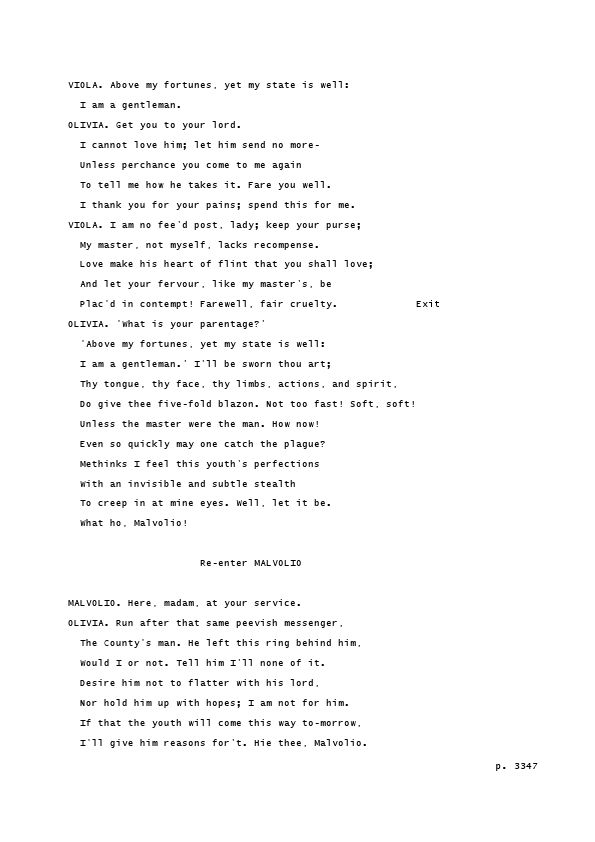 VIOLA. Above my fortunes, yet my state is well:
I am a gentleman.
OLIVIA. Get you to your lord.
I cannot love him; let him send no more-
Unless perchance you come to me again
To tell me how he takes it. Fare you well.
I thank you for your pains; spend this for me.
VIOLA. I am no fee'd post, lady; keep your purse;
My master, not myself, lacks recompense.
Love make his heart of flint that you shall love;
And let your fervour, like my master's, be
Plac'd in contempt! Farewell, fair cruelty. Exit
OLIVIA. 'What is your parentage?'
'Above my fortunes, yet my state is well:
I am a gentleman.' I'll be sworn thou art;
Thy tongue, thy face, thy limbs, actions, and spirit,
Do give thee five-fold blazon. Not too fast! Soft, soft!
Unless the master were the man. How now!
Even so quickly may one catch the plague?
Methinks I feel this youth's perfections
With an invisible and subtle stealth
To creep in at mine eyes. Well, let it be.
What ho, Malvolio!
Re-enter MALVOLIO
MALVOLIO. Here, madam, at your service.
OLIVIA. Run after that same peevish messenger,
The County's man. He left this ring behind him,
Would I or not. Tell him I'll none of it.
Desire him not to flatter with his lord,
Nor hold him up with hopes; I am not for him.
If that the youth will come this way to-morrow,
I'll give him reasons for't. Hie thee, Malvolio.
p. 3347